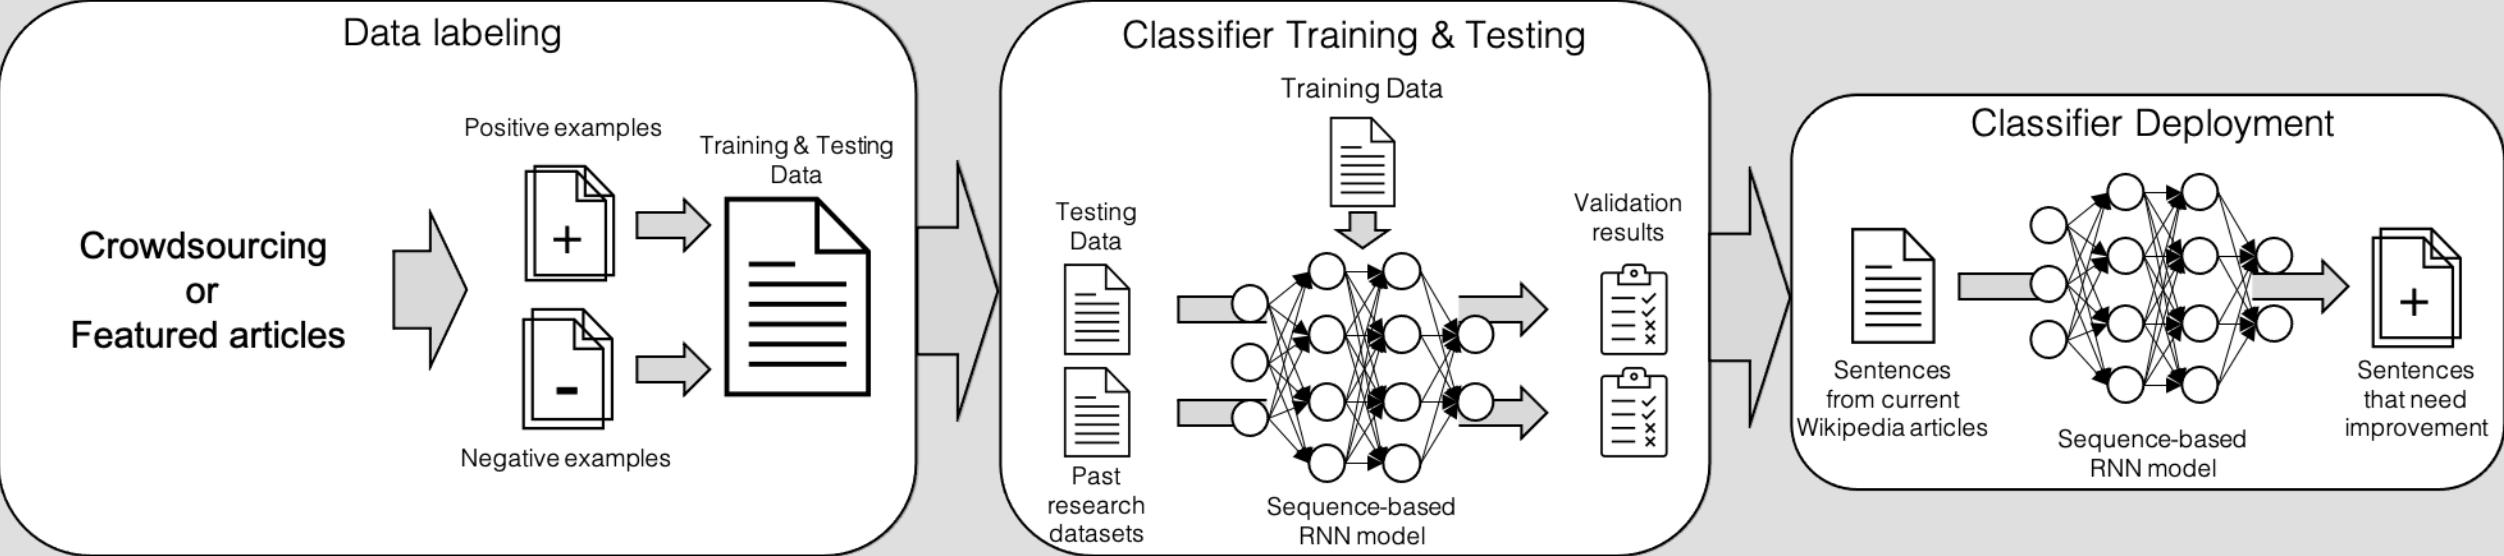 Data labeling
Crowdsourcing
or
Featured articles
Positive examples
+
-
Negative examples
Training & Testing
Data
Classifier Training & Testing
Training Data
Testing
Data
Past
research
datasets
Sequence-based
RNN model
Validation
results
Classifier Deployment
Sentences
from current
Wikipedia articles
Sequence-based
RNN model
+
Sentences
that need
improvement